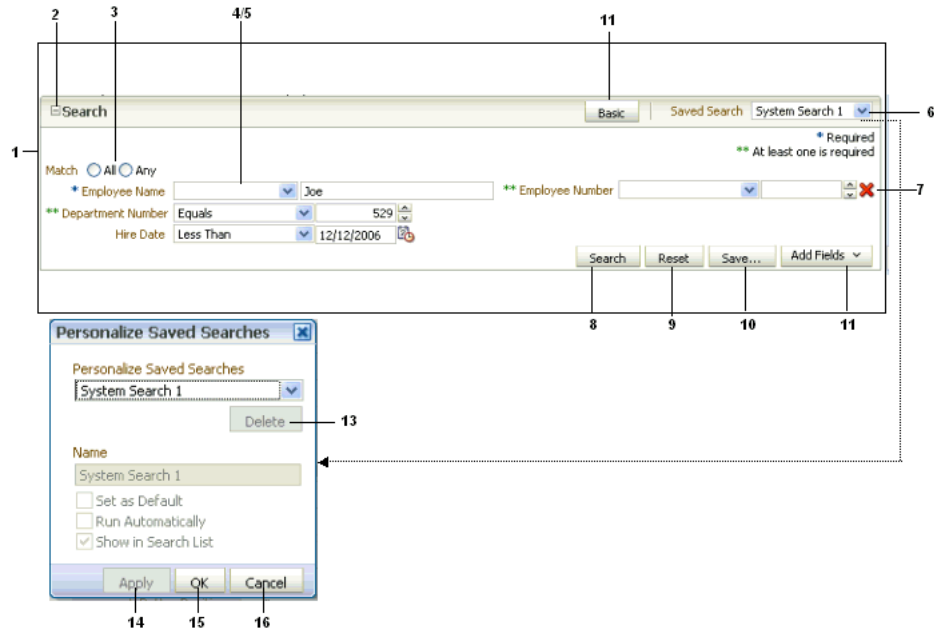 2 3 4/5 11
Search Basic Saved Search System Search 1 6
* Required
** At least one is required
1
Match All Any
* Employee Name Joe ** Employee Number 7
** Department Number Equals 529
Hire Date Less Than 12/12/2006
Search Reset Save... Add Fields
8 9 10 11
Personalize Saved Searches
Personalize Saved Searches
System Search 1
Delete 13
Name
System Search 1
Set as Default
Run Automatically
Show in Search List
Apply OK Cancel
14 15 16